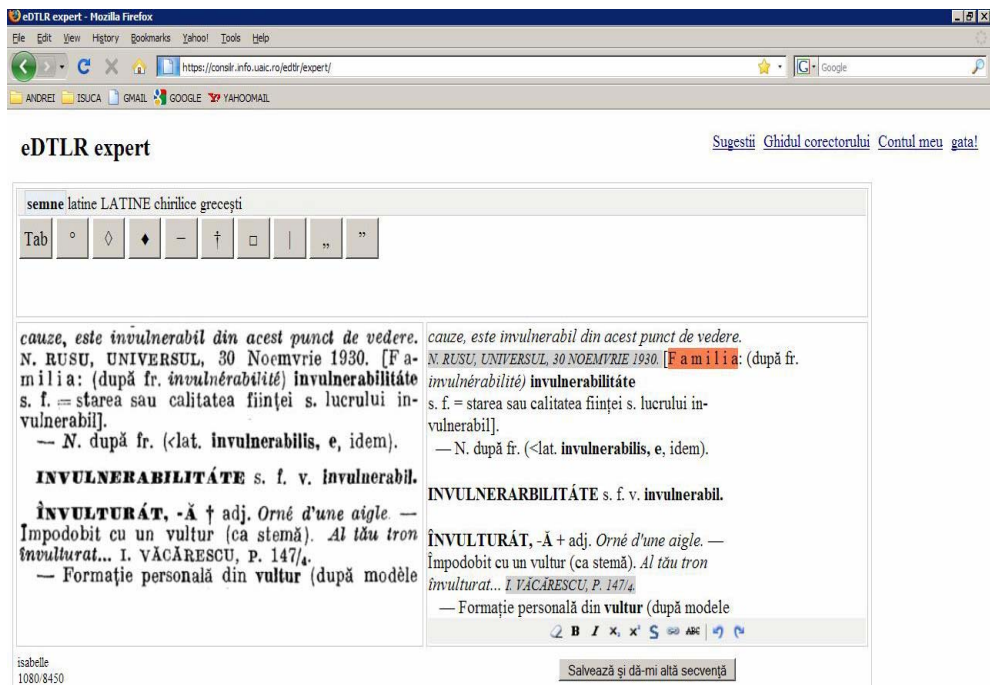 eDTLR expert - Mozilla Firefox
File Edit View History Bookmarks Yahoo! Tools Help
https://consilr.info.uaic.ro/edtlr/expert/
G Google
ANDREI ISUCA GMAIL GOOGLE YAHOOMAIL
eDTLR expert
Sugestii Ghidul corectorului Contul meu gata!
semne latine LATINE chirilice grecești
Tab ° ◊ ♦ − † □ | „ ”
cauze, este invulnerabil din acest punct de vedere.
N. RUSU, UNIVERSUL, 30 Noemvrie 1930. [Fa-
milia: (după fr. invulnérabilité) invulnerabilitáte
s. f. = starea sau calitatea ființei s. lucrului in-
vulnerabil].
— N. după fr. (<lat. invulnerabilis, e, idem).
INVULNERABILITÁTE s. f. v. invulnerabil.
ÎNVULTURÁT, -Ă † adj. Orné d'une aigle. —
Împodobit cu un vultur (ca stemă). Al tău tron
învulturat... I. VĂCĂRESCU, P. 147/4.
— Formație personală din vultur (după modèle
cauze, este invulnerabil din acest punct de vedere.
N. RUSU, UNIVERSUL, 30 NOEMVRIE 1930. [F a m i l i a: (după fr.
invulnérabilité) invulnerabilitáte
s. f. = starea sau calitatea ființei s. lucrului in-
vulnerabil].
— N. după fr. (<lat. invulnerabilis, e, idem).
INVULNERARBILITÁTE s. f. v. invulnerabil.
ÎNVULTURÁT, -Ă + adj. Orné d'une aigle. —
Împodobit cu un vultur (ca stemă). Al tău tron
învulturat... I. VĂCĂRESCU, P. 147/4.
— Formație personală din vultur (după modele
B I x, x² S ABC
isabelle
1080/8450
Salvează și dă-mi altă secvență